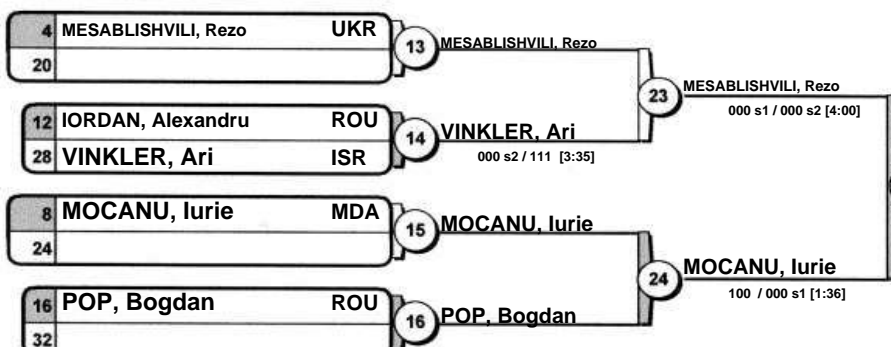 4 MESABLISHVILI, Rezo UKR
20
13 MESABLISHVILI, Rezo
12 IORDAN, Alexandru ROU
28 VINKLER, Ari ISR
14 VINKLER, Ari
000 s2 / 111 [3:35]
23 MESABLISHVILI, Rezo
000 s1 / 000 s2 [4:00]
8 MOCANU, Iurie MDA
24
15 MOCANU, Iurie
16 POP, Bogdan ROU
32
16 POP, Bogdan
24 MOCANU, Iurie
100 / 000 s1 [1:36]